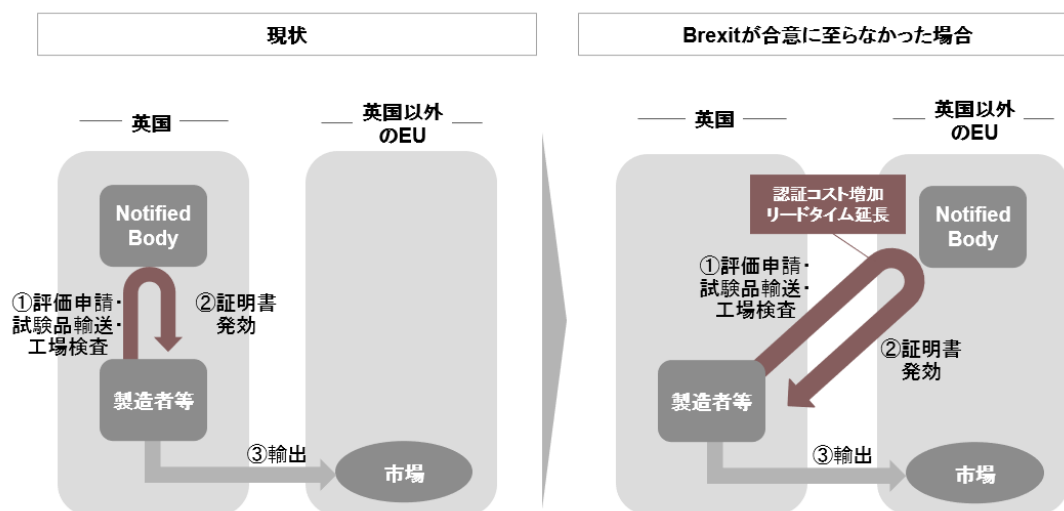 現状
英国
英国以外
のEU
Notified
Body
①評価申請・
試験品輸送・
工場検査
②証明書
発効
製造者等
③輸出
市場
Brexitが合意に至らなかった場合
英国
英国以外
のEU
認証コスト増加
リードタイム延長
Notified
Body
①評価申請・
試験品輸送・
工場検査
②証明書
発効
製造者等
③輸出
市場